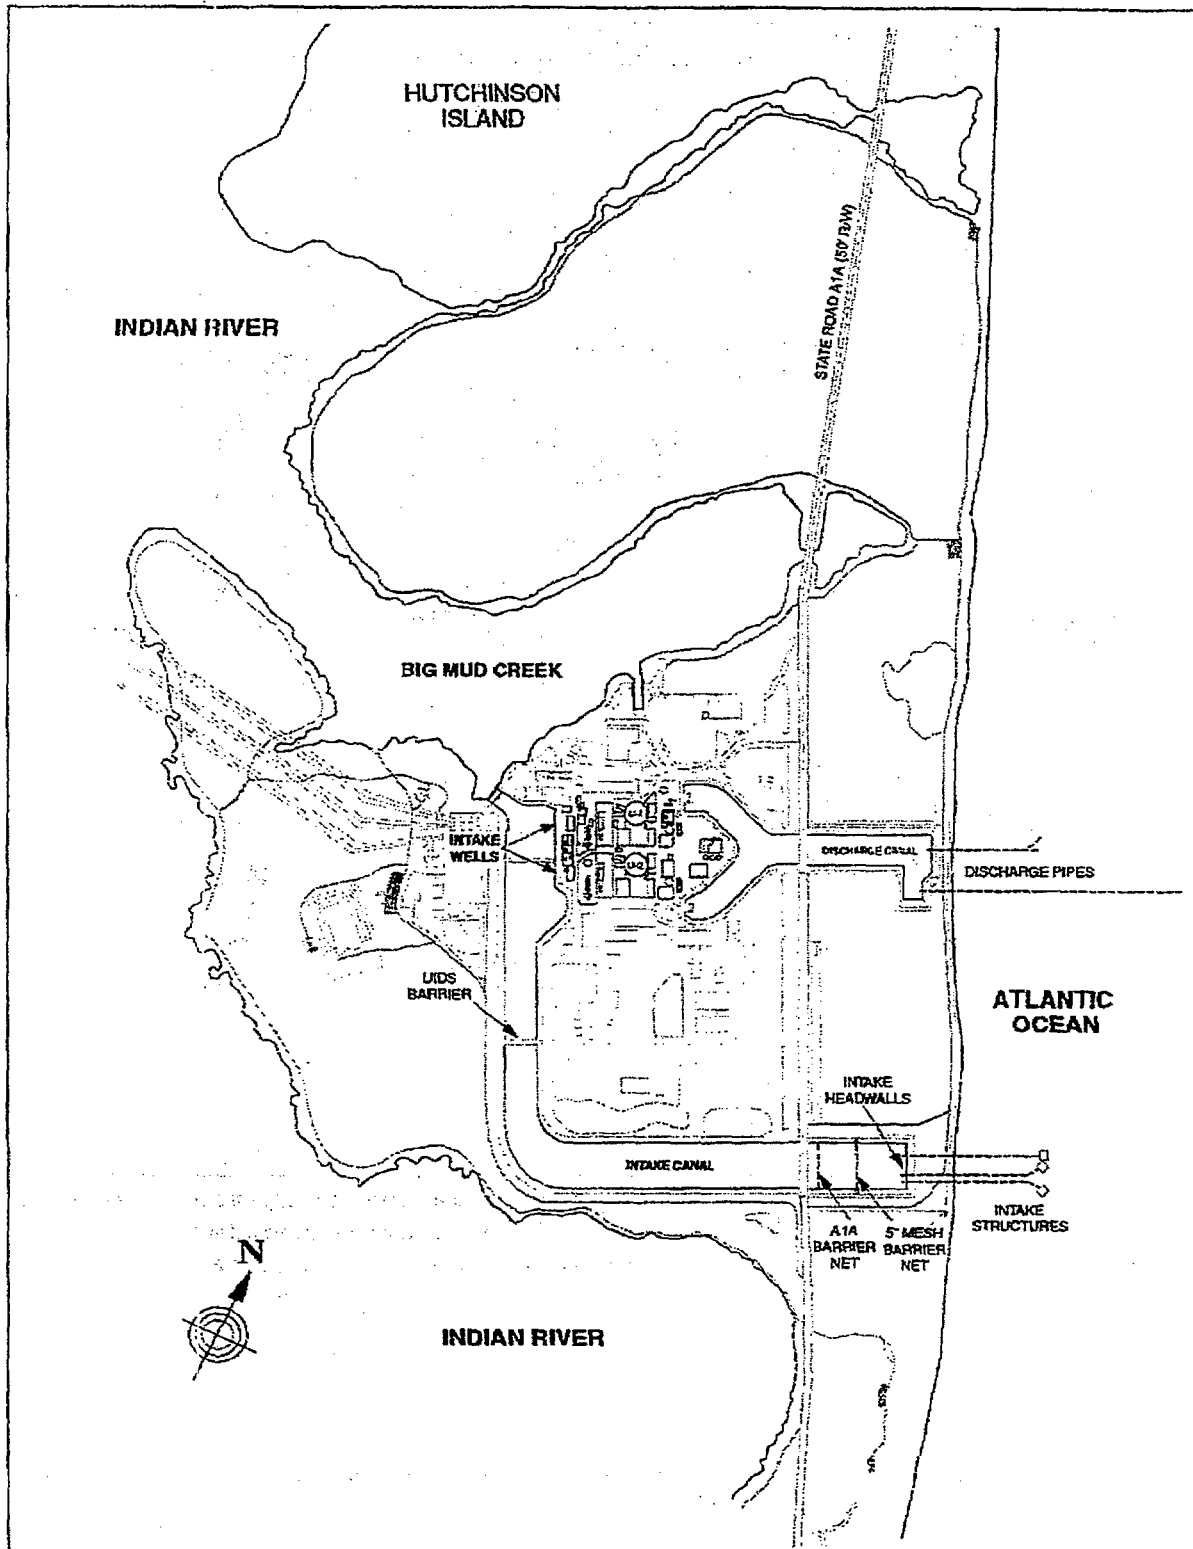 HUTCHINSON
ISLAND
STATE ROAD A1A (50' R/W)
INDIAN RIVER
BIG MUD CREEK
INTAKE
WELLS
DISCHARGE CANAL
DISCHARGE PIPES
UIDS
BARRIER
ATLANTIC
OCEAN
INTAKE
HEADWALLS
INTAKE CANAL
INTAKE
STRUCTURES
A1A
BARRIER
NET
5" MESH
BARRIER
NET
N
INDIAN RIVER